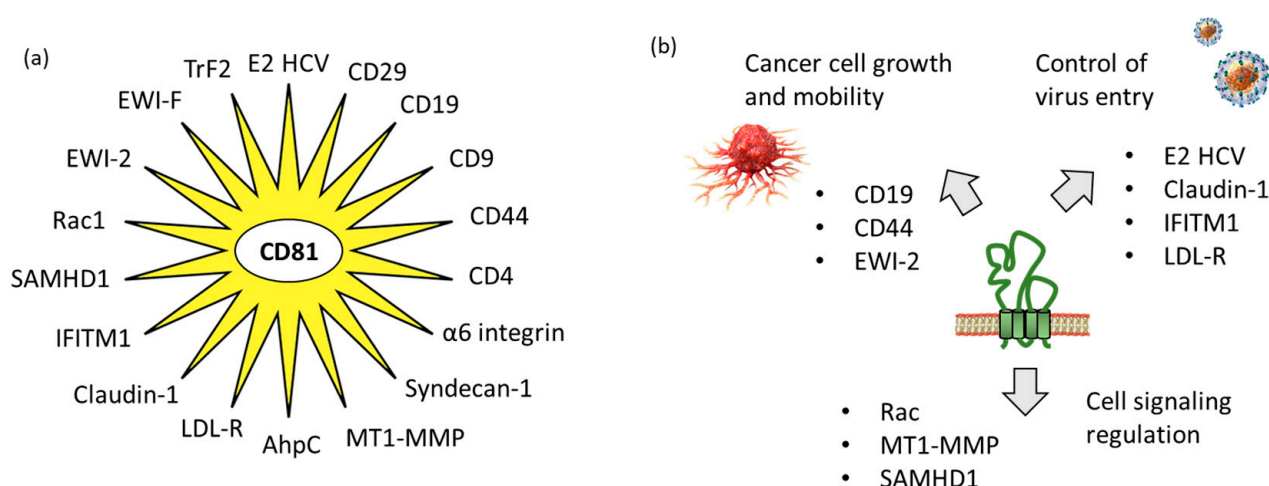 (a)
E2 HCV
TrF2
CD29
EWI-F
CD19
EWI-2
CD9
Rac1
CD44
CD81
SAMHD1
CD4
IFITM1
α6 integrin
Claudin-1
Syndecan-1
LDL-R
AhpC
MT1-MMP
(b)
Cancer cell growth
and mobility
• CD19
• CD44
• EWI-2
Control of
virus entry
• E2 HCV
• Claudin-1
• IFITM1
• LDL-R
• Rac
• MT1-MMP
• SAMHD1
Cell signaling
regulation